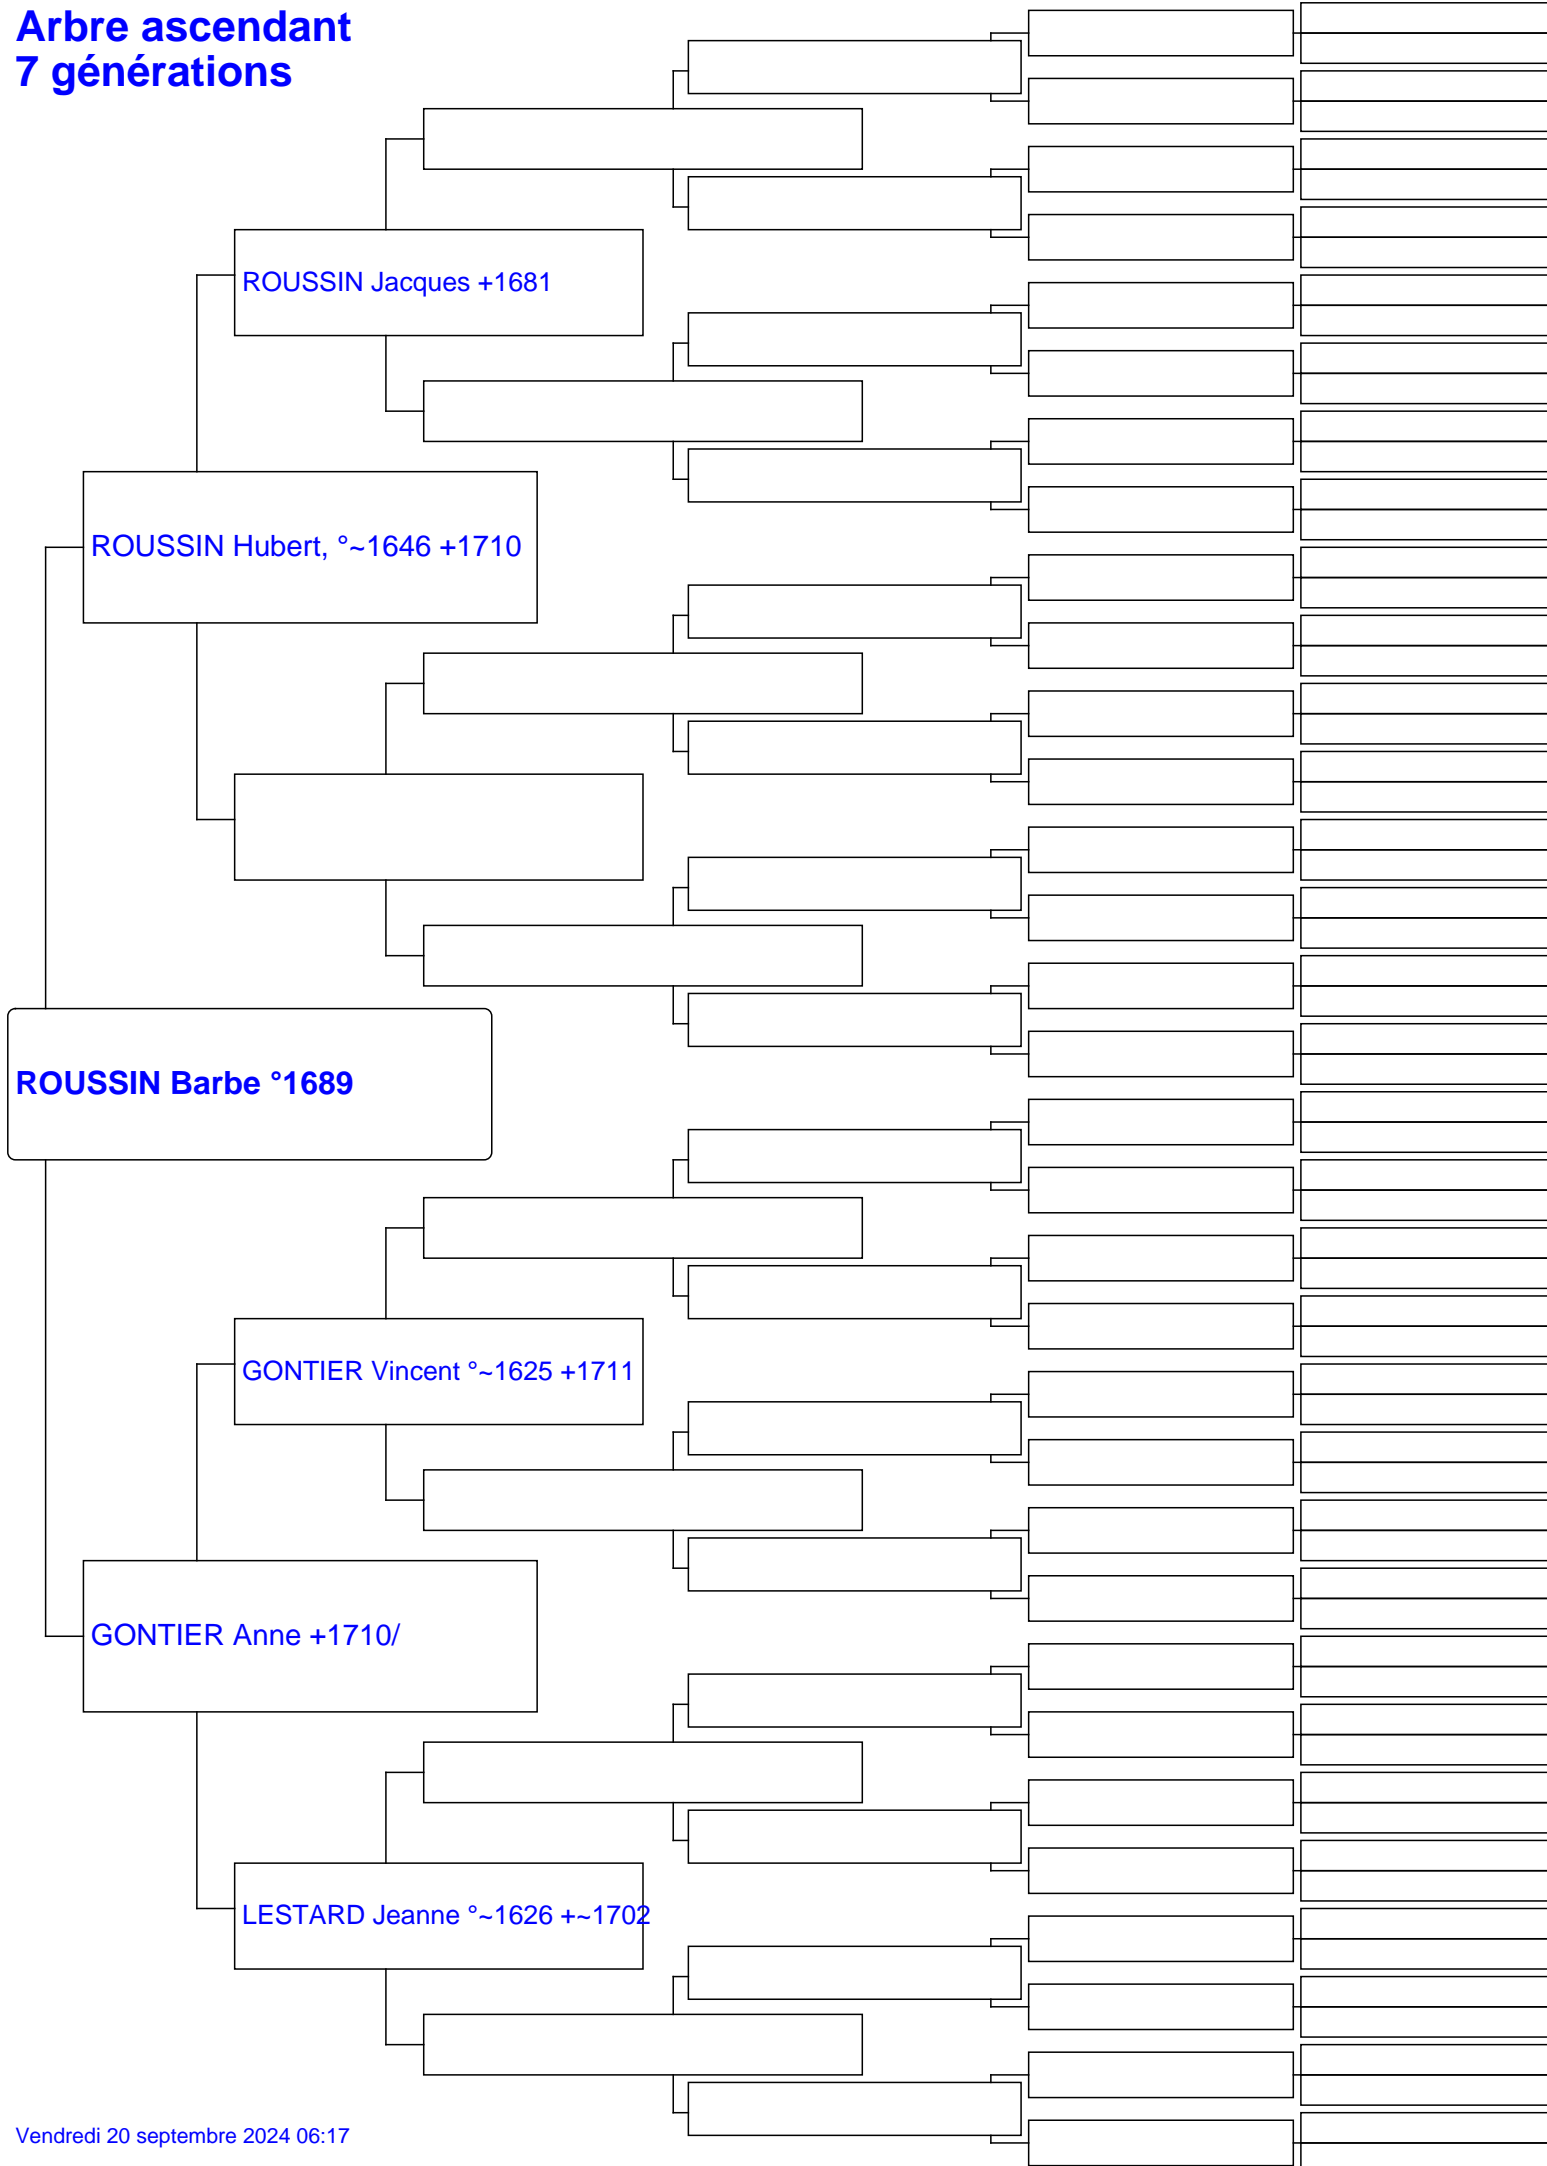 Arbre ascendant
7 générations
ROUSSIN Jacques +1681
ROUSSIN Hubert, °~1646 +1710
ROUSSIN Barbe °1689
GONTIER Vincent °~1625 +1711
GONTIER Anne +1710/
LESTARD Jeanne °~1626 +~1702
Vendredi 20 septembre 2024 06:17